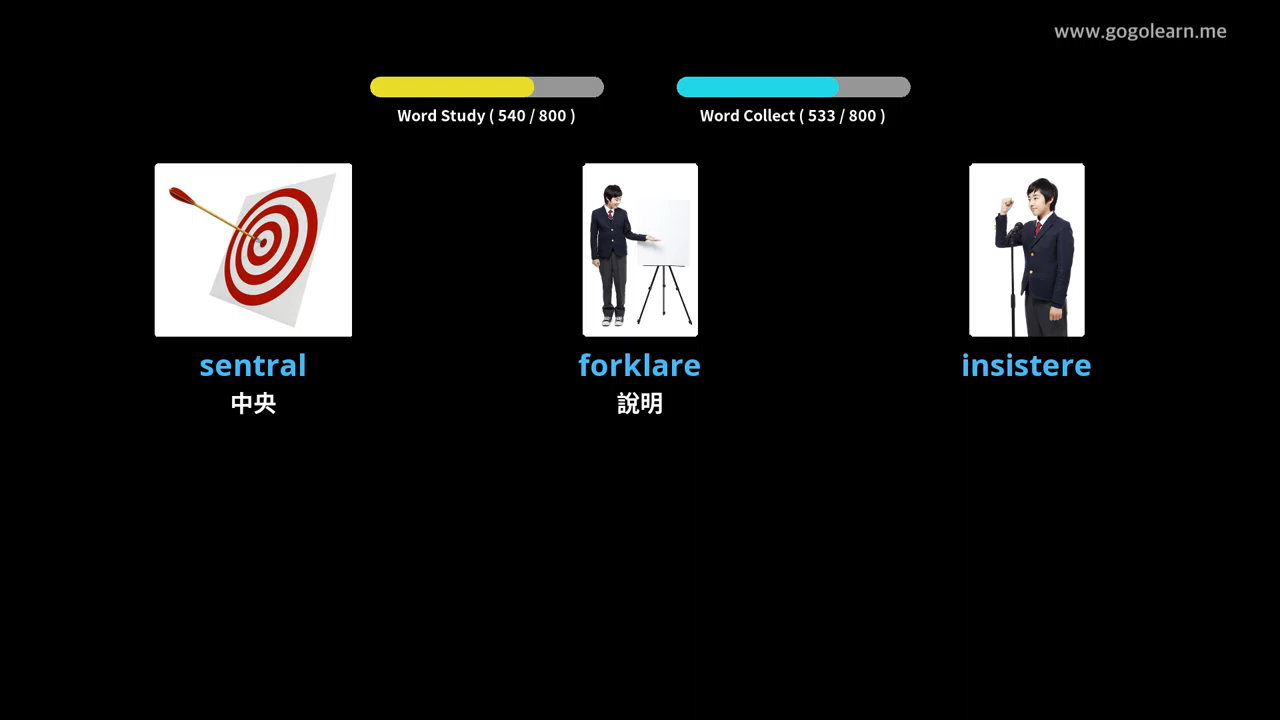 www.gogolearn.me
Word Study ( 540 / 800 )
Word Collect ( 533 / 800 )
sentral
中央
forklare
說明
insistere